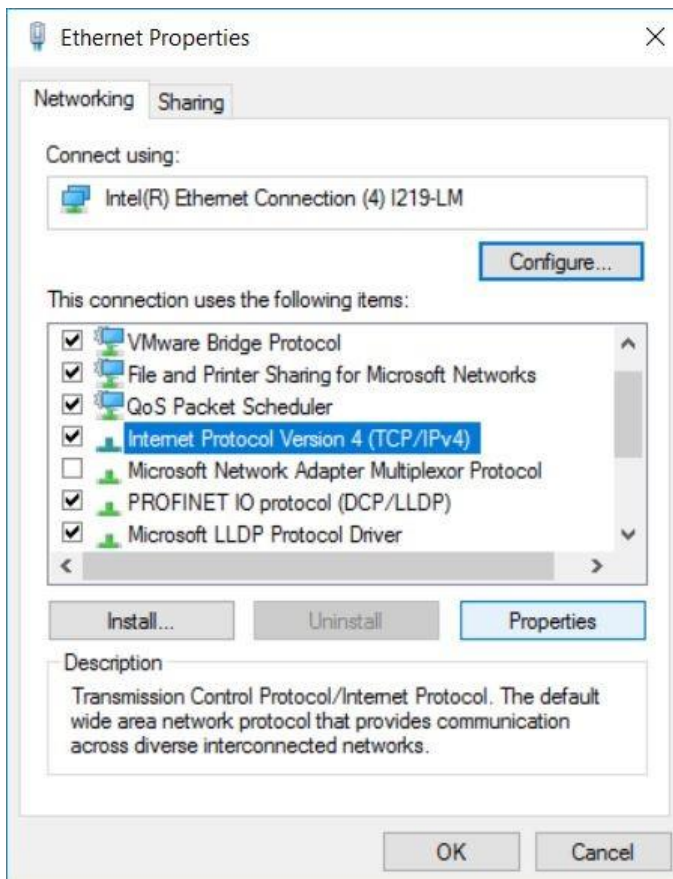 Ethernet Properties
Networking
Sharing
Connect using:
Intel(R) Ethernet Connection (4) I219-LM
Configure...
This connection uses the following items:
VMware Bridge Protocol
File and Printer Sharing for Microsoft Networks
QoS Packet Scheduler
Internet Protocol Version 4 (TCP/IPv4)
Microsoft Network Adapter Multiplexor Protocol
PROFINET IO protocol (DCP/LLDP)
Microsoft LLDP Protocol Driver
Install...
Uninstall
Properties
Description
Transmission Control Protocol/Internet Protocol. The default
wide area network protocol that provides communication
across diverse interconnected networks.
OK
Cancel